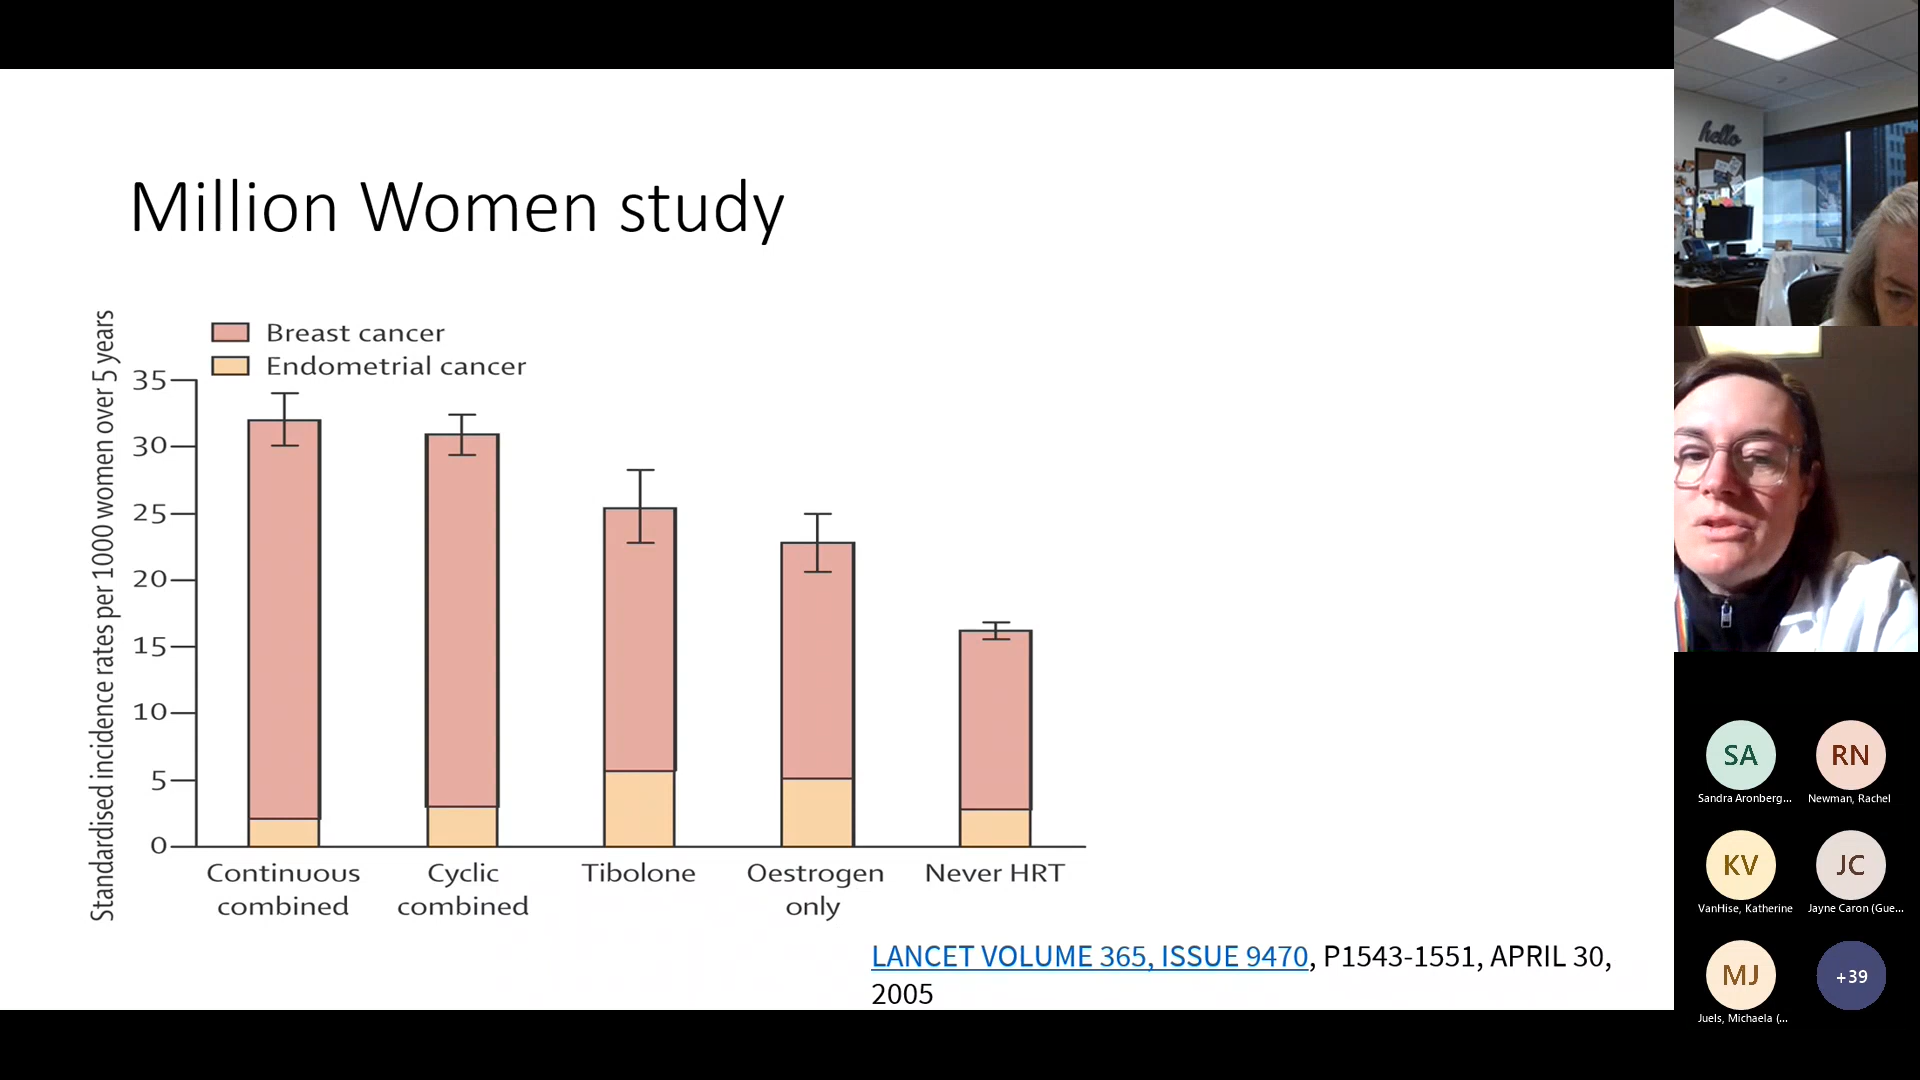 hello
Million Women study
Standardised incidence rates per 1000 women over 5 years
Breast cancer
Endometrial cancer
35
30
25
20
15
10
5
0
Continuous combined
Cyclic combined
Tibolone
Oestrogen only
Never HRT
LANCET VOLUME 365, ISSUE 9470, P1543-1551, APRIL 30,
2005
SA
RN
Sandra Aronberg...
Newman, Rachel
KV
JC
VanHise, Katherine
Jayne Caron (Gue...
MJ
+39
Juels, Michaela (...